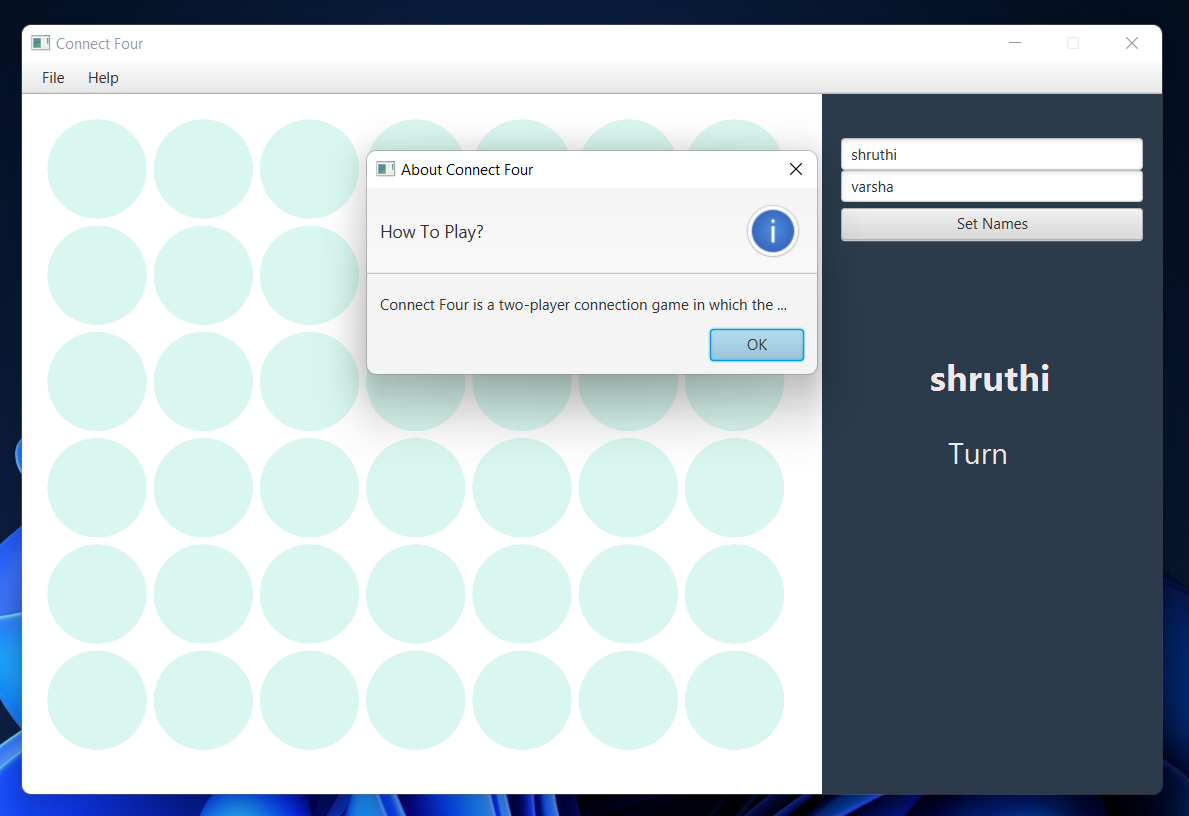 Connect Four
File Help
About Connect Four
How To Play?
i
Connect Four is a two-player connection game in which the ...
OK
shruthi
varsha
Set Names
shruthi
Turn